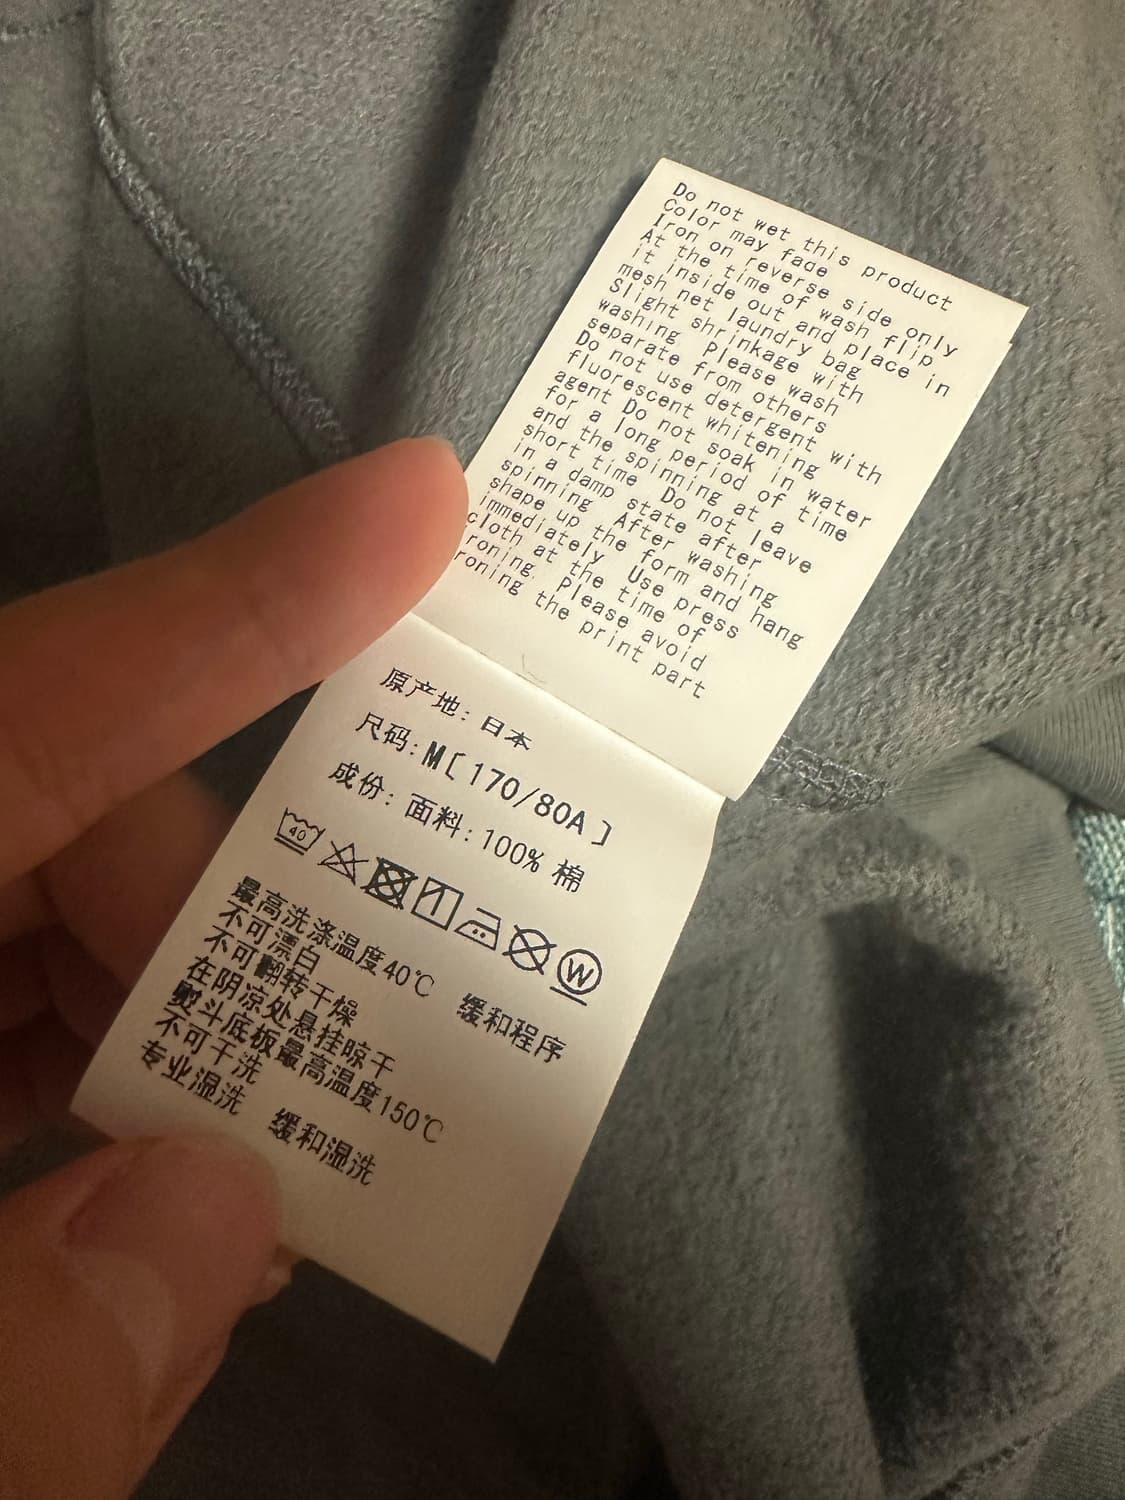 Do not wet this product
Color may fade
Iron on reverse side only
At the time of wash flip
it inside out and place in
mesh net laundry bag
Slight shrinkage with
washing Please wash
separate from others
Do not use detergent with
fluorescent whitening
agent Do not soak in water
for a long period of time
and the spinning at a
short time Do not leave
in a damp state after
spinning After washing
shape up the form and hang
immediately Use press
cloth at the time of
roning. Please avoid
roning the print part
原产地: 日本
尺码: M[170/80A]
成份: 面料: 100% 棉
40 W
最高洗涤温度40℃ 缓和程序
不可漂白
不可翻转干燥
在阴凉处悬挂晾干
熨斗底板最高温度150℃
不可干洗
专业湿洗 缓和湿洗